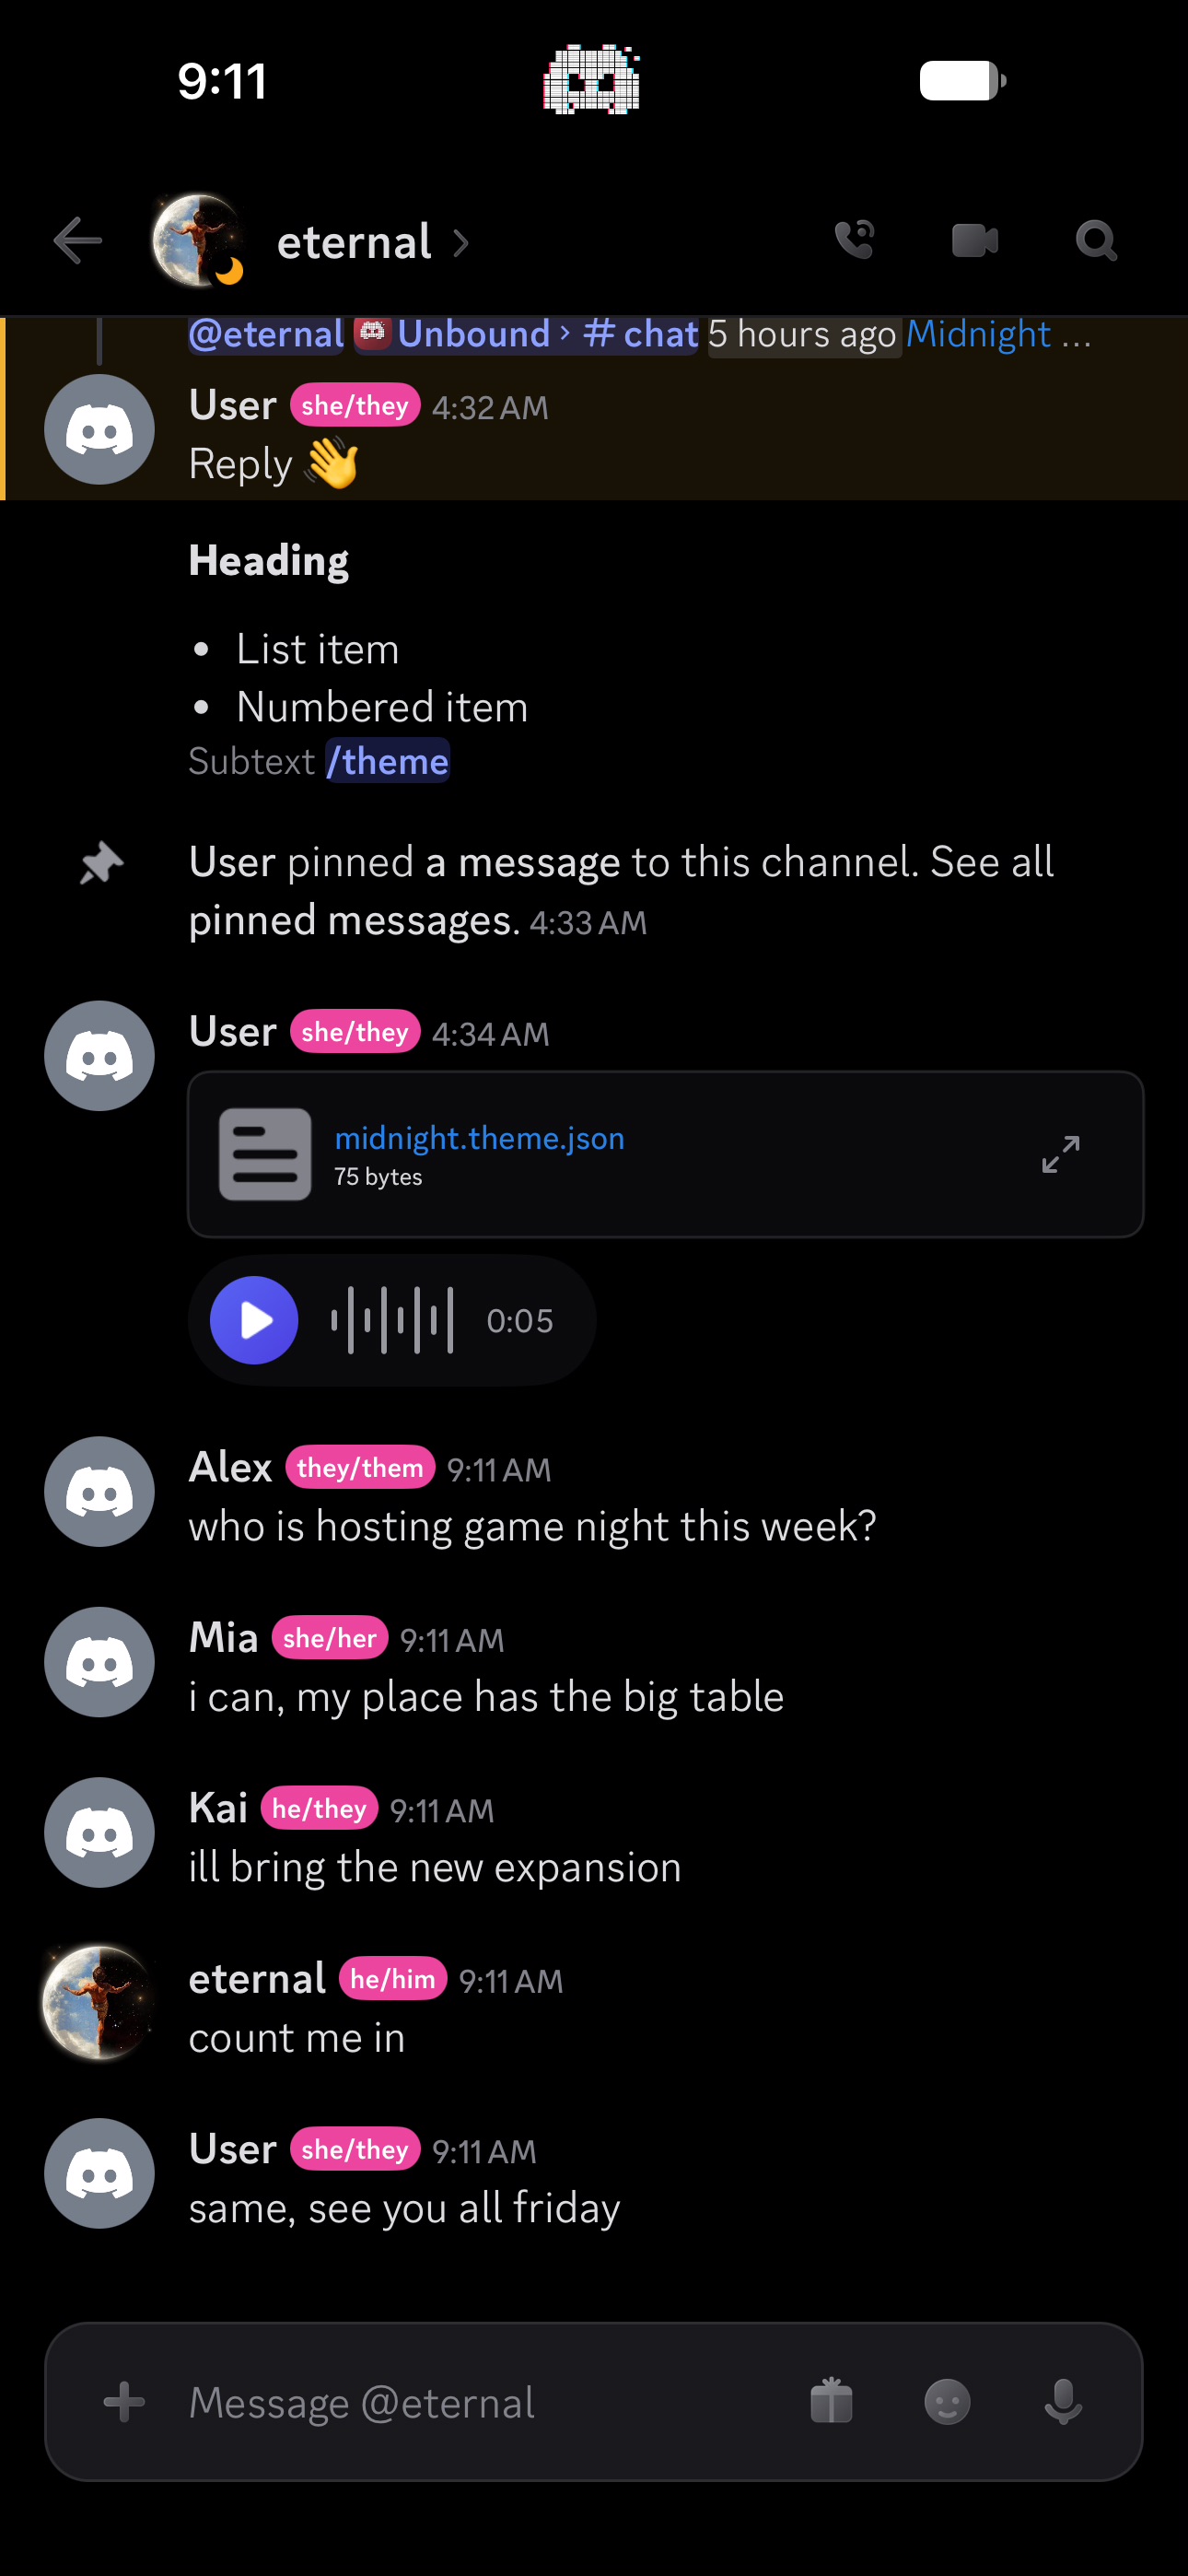 9:11
eternal
@eternal Unbound › # chat 5 hours ago Midnight ...
User she/they 4:32 AM
Reply 👋
Heading
• List item
• Numbered item
Subtext /theme
User pinned a message to this channel. See all
pinned messages. 4:33 AM
User she/they 4:34 AM
midnight.theme.json
75 bytes
0:05
Alex they/them 9:11 AM
who is hosting game night this week?
Mia she/her 9:11 AM
i can, my place has the big table
Kai he/they 9:11 AM
ill bring the new expansion
eternal he/him 9:11 AM
count me in
User she/they 9:11 AM
same, see you all friday
Message @eternal